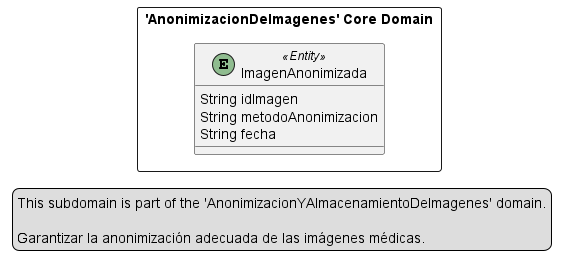 'AnonimizacionDeImagenes' Core Domain
E
«Entity»
ImagenAnonimizada
String idImagen
String metodoAnonimizacion
String fecha
This subdomain is part of the 'AnonimizacionYAlmacenamientoDeImagenes' domain.
Garantizar la anonimización adecuada de las imágenes médicas.